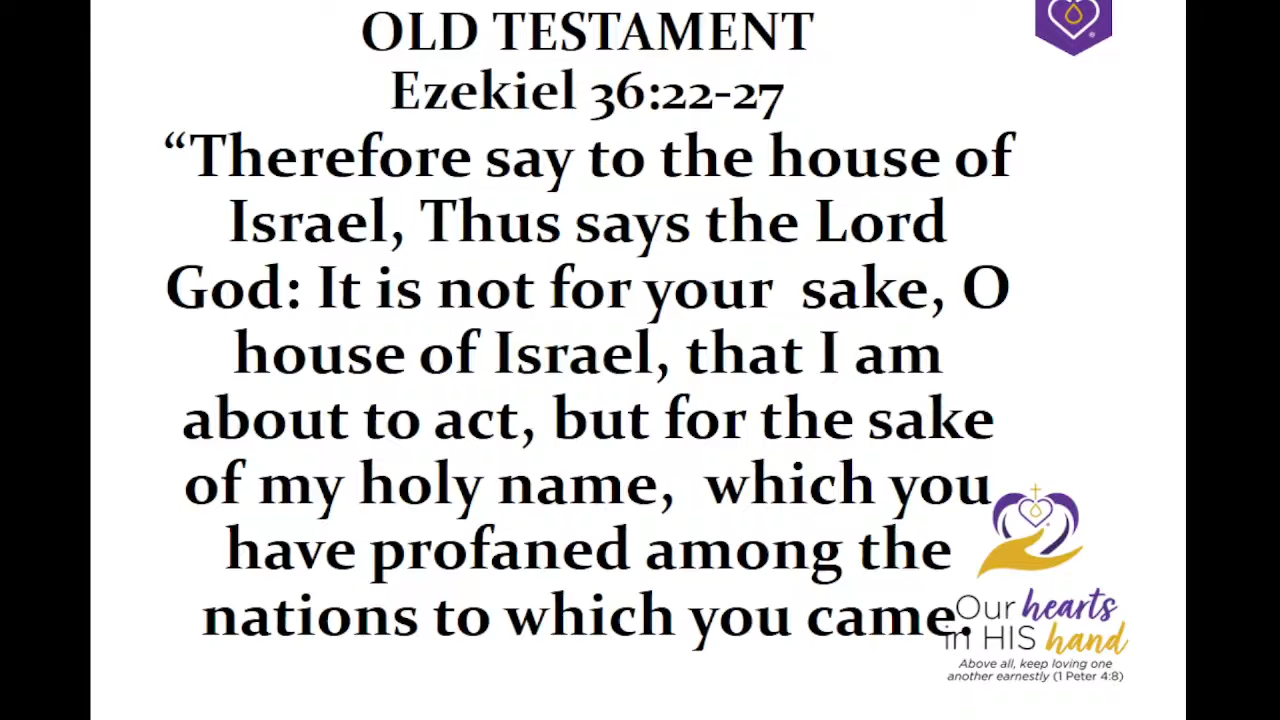 OLD TESTAMENT
Ezekiel 36:22-27
“Therefore say to the house of
Israel, Thus says the Lord
God: It is not for your  sake, O
house of Israel, that I am
about to act, but for the sake
of my holy name,  which you
have profaned among the
nations to which you came.
Our hearts
in HIS hand
Above all, keep loving one
another earnestly (1 Peter 4:8)